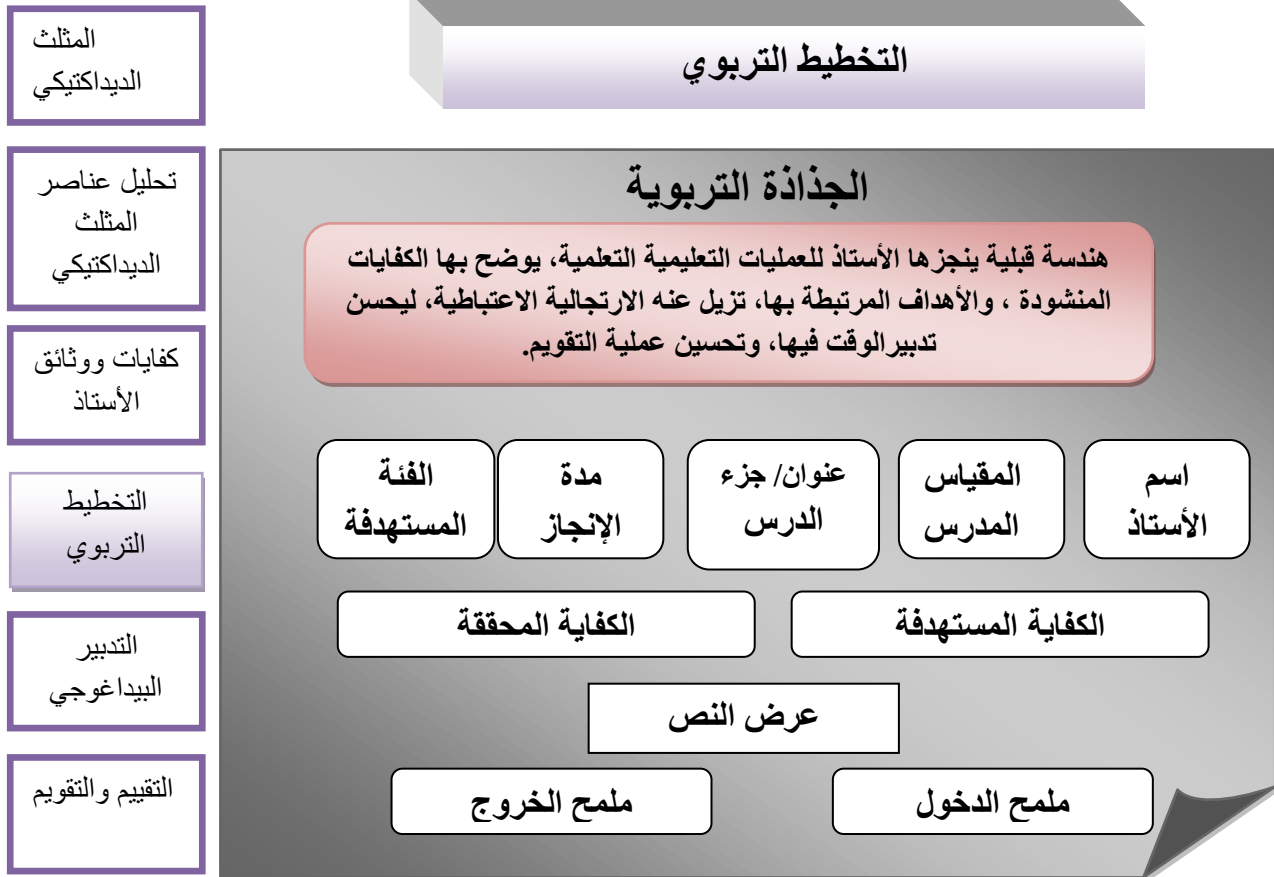 التخطيط التربوي
المثلث
الديداكتيكي
تحليل عناصر
المثلث
الديداكتيكي
كفايات ووثائق
الأستاذ
التخطيط
التربوي
التدبير
البيداغوجي
التقييم والتقويم
الجذاذة التربوية
هندسة قبلية ينجزها الأستاذ للعمليات التعليمية التعلمية، يوضح بها الكفايات
المنشودة ، والأهداف المرتبطة بها، تزيل عنه الارتجالية الاعتباطية، ليحسن
تدبيرالوقت فيها، وتحسين عملية التقويم.
اسم
الأستاذ
المقياس
المدرس
عنوان/ جزء
الدرس
مدة
الإنجاز
الفئة
المستهدفة
الكفاية المستهدفة
الكفاية المحققة
عرض النص
ملمح الدخول
ملمح الخروج